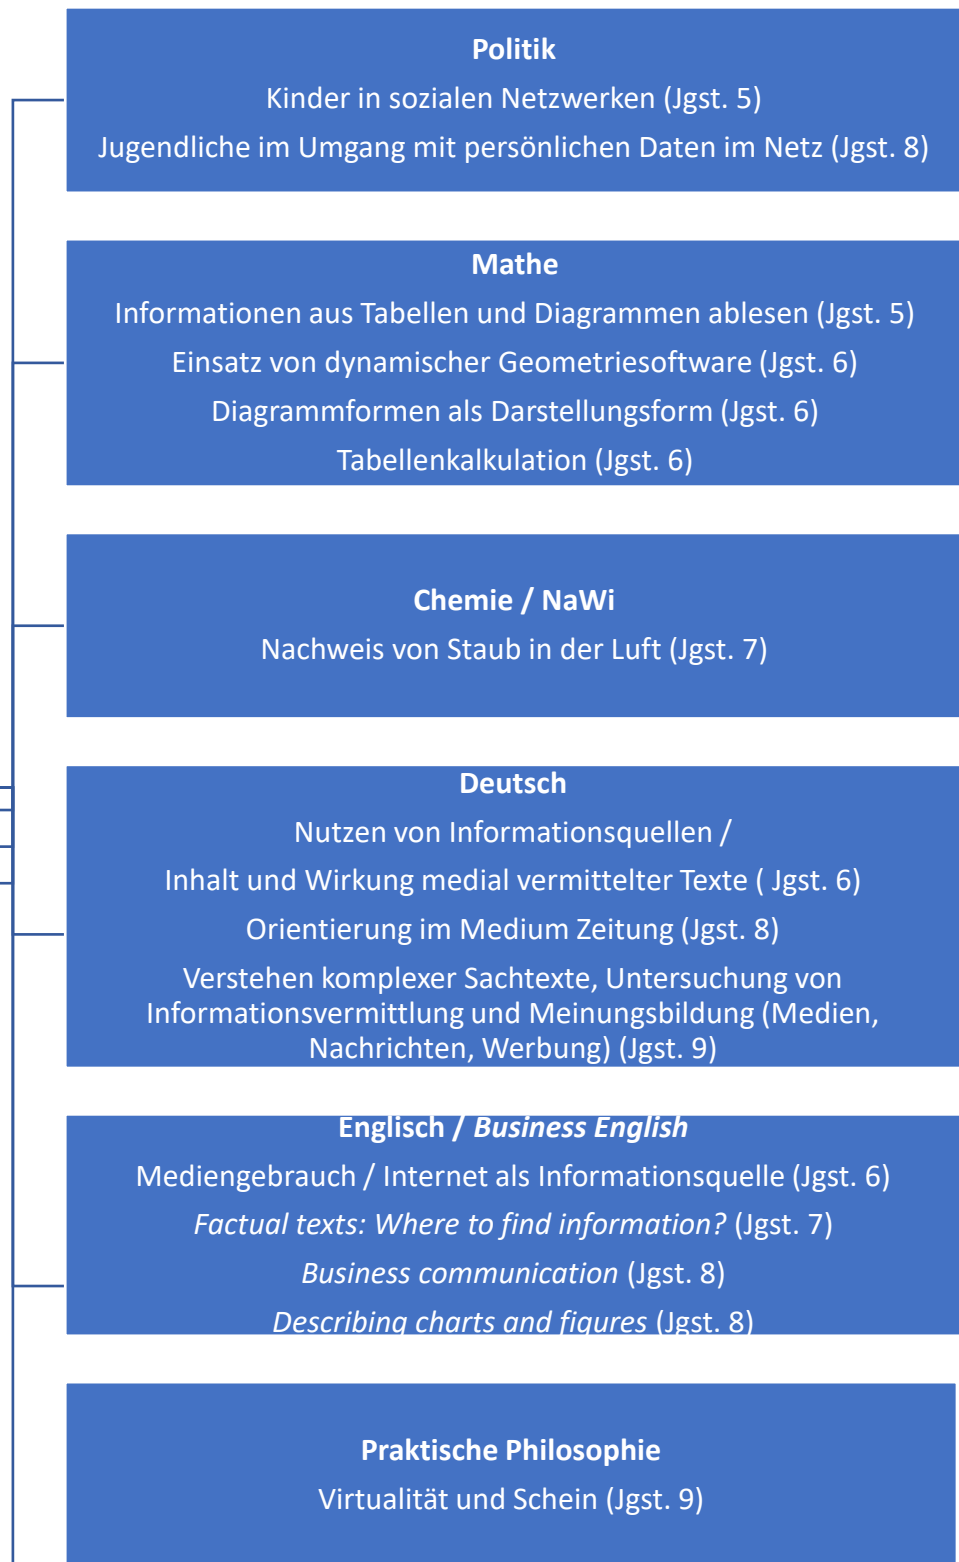 Politik
Kinder in sozialen Netzwerken (Jgst. 5)
Jugendliche im Umgang mit persönlichen Daten im Netz (Jgst. 8)
Mathe
Informationen aus Tabellen und Diagrammen ablesen (Jgst. 5)
Einsatz von dynamischer Geometriesoftware (Jgst. 6)
Diagrammformen als Darstellungsform (Jgst. 6)
Tabellenkalkulation (Jgst. 6)
Chemie / NaWi
Nachweis von Staub in der Luft (Jgst. 7)
Deutsch
Nutzen von Informationsquellen /
Inhalt und Wirkung medial vermittelter Texte ( Jgst. 6)
Orientierung im Medium Zeitung (Jgst. 8)
Verstehen komplexer Sachtexte, Untersuchung von
Informationsvermittlung und Meinungsbildung (Medien,
Nachrichten, Werbung) (Jgst. 9)
Englisch / Business English
Mediengebrauch / Internet als Informationsquelle (Jgst. 6)
Factual texts: Where to find information? (Jgst. 7)
Business communication (Jgst. 8)
Describing charts and figures (Jgst. 8)
Praktische Philosophie
Virtualität und Schein (Jgst. 9)